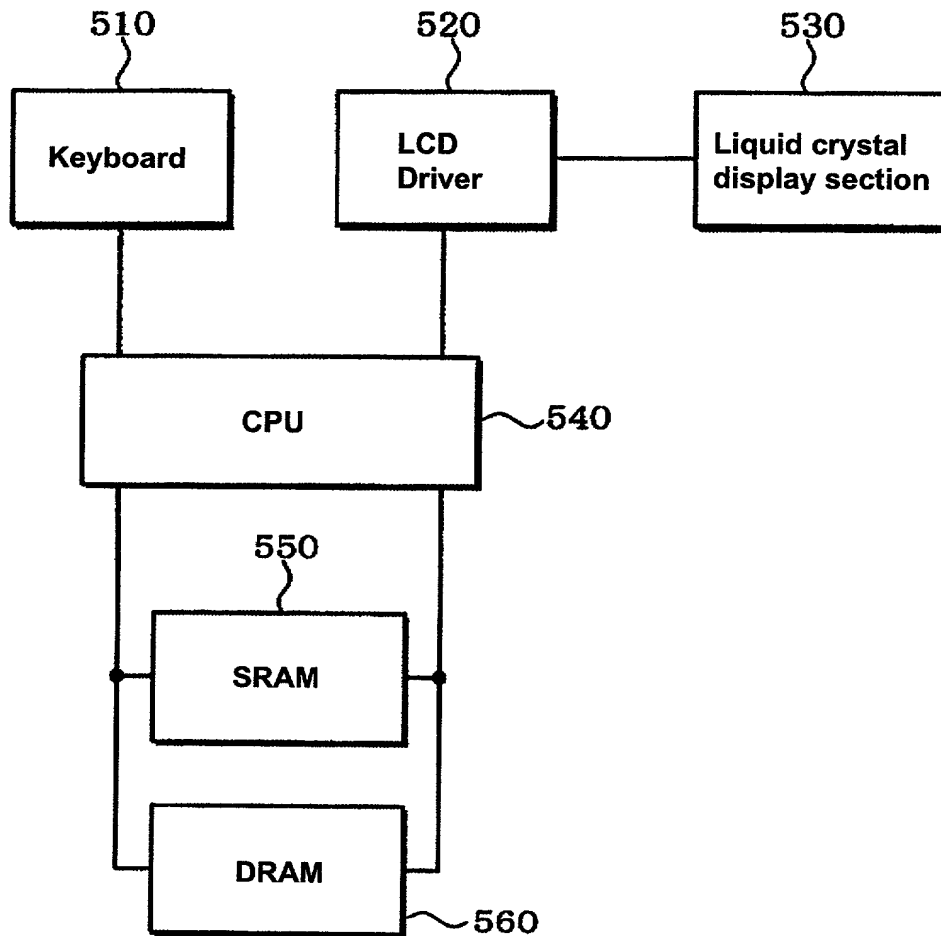 510
520
530
Keyboard
LCD
Driver
Liquid crystal
display section
CPU
540
550
SRAM
DRAM
560